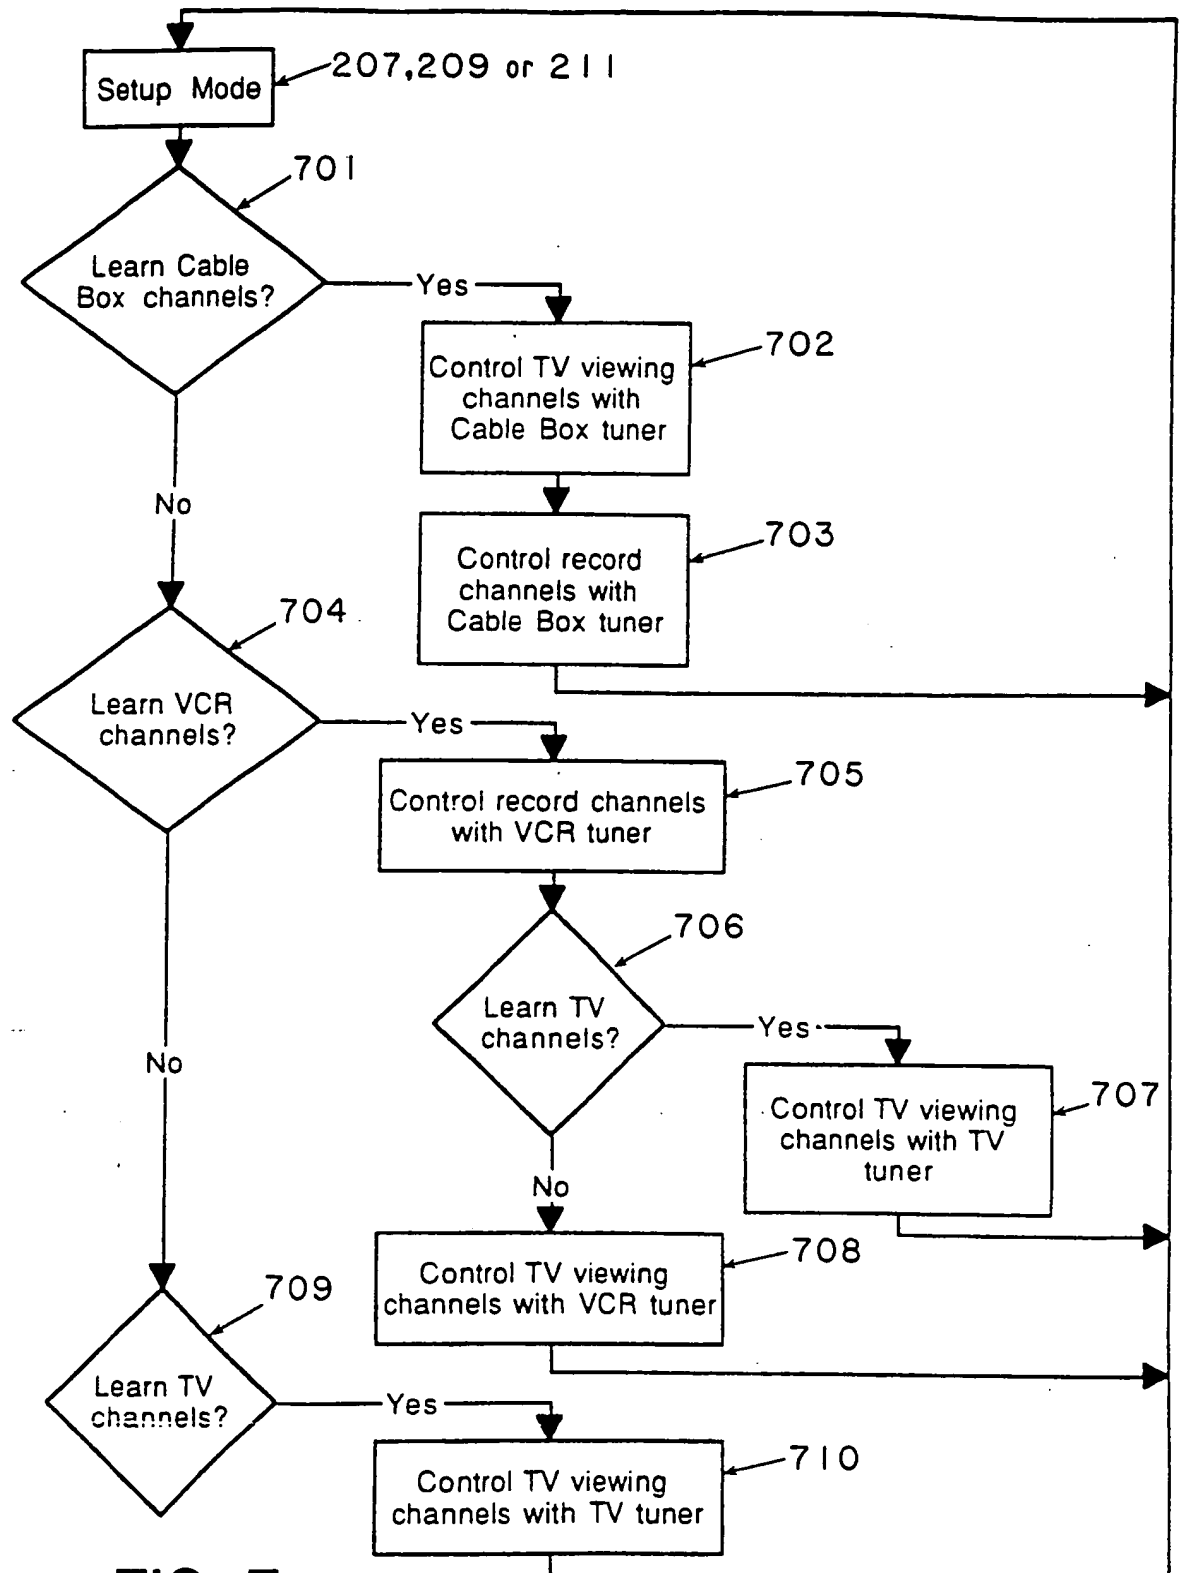 Setup Mode
207,209 or 211
701
Learn Cable
Box channels?
Yes
702
Control TV viewing
channels with
Cable Box tuner
No
703
Control record
channels with
Cable Box tuner
704
Learn VCR
channels?
Yes
705
Control record channels
with VCR tuner
706
Learn TV
channels?
Yes
707
Control TV viewing
channels with TV
tuner
No
No
708
Control TV viewing
channels with VCR tuner
709
Learn TV
channels?
Yes
710
Control TV viewing
channels with TV tuner